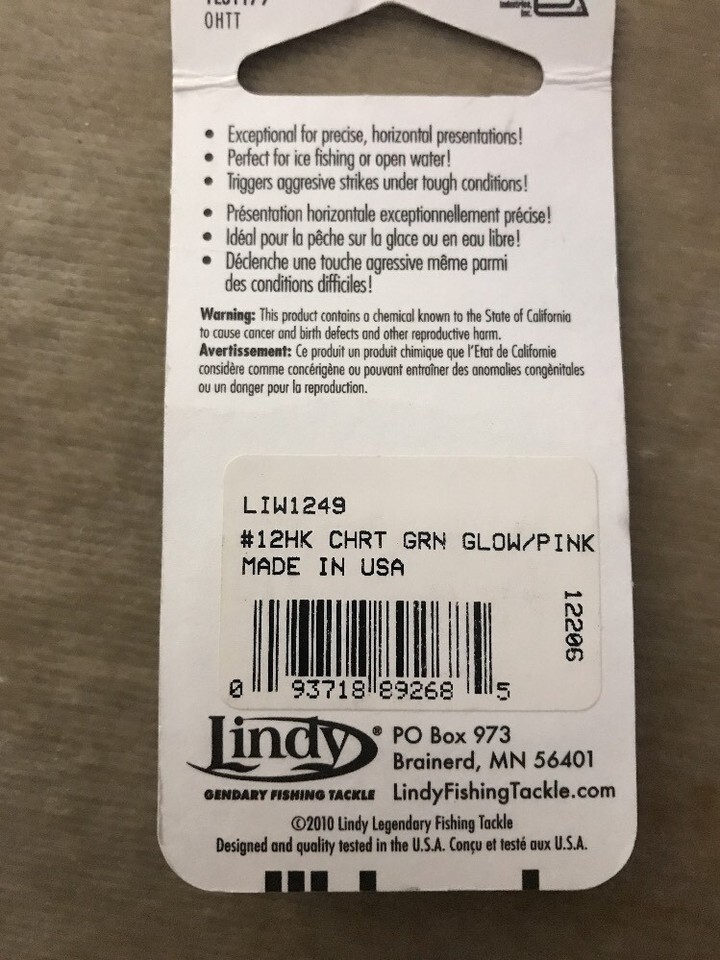 OHTT
• Exceptional for precise, horizontal presentations!
• Perfect for ice fishing or open water!
• Triggers aggresive strikes under tough conditions!
• Présentation horizontale exceptionnellement précise!
• Idéal pour la pêche sur la glace ou en eau libre!
• Déclenche une touche agressive même parmi
des conditions difficiles!
Warning: This product contains a chemical known to the State of California
to cause cancer and birth defects and other reproductive harm.
Avertissement: Ce produit un produit chimique que l'Etat de Californie
considère comme concérigène ou pouvant entraîner des anomalies congènitales
ou un danger pour la reproduction.
LIW1249
#12HK CHRT GRN GLOW/PINK
MADE IN USA
12206
0 93718 89268 5
Lindy® PO Box 973
Brainerd, MN 56401
GENDARY FISHING TACKLE LindyFishingTackle.com
©2010 Lindy Legendary Fishing Tackle
Designed and quality tested in the U.S.A. Conçu et testé aux U.S.A.